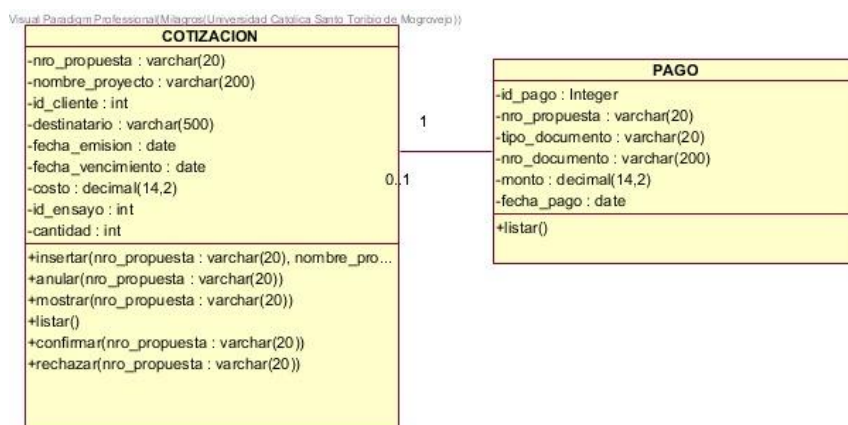 Visual Paradigm Professional(Milagros(Universidad Catolica Santo Toribio de Mogrovejo))
COTIZACION
-nro_propuesta : varchar(20)
-nombre_proyecto : varchar(200)
-id_cliente : int
-destinatario : varchar(500)
-fecha_emision : date
-fecha_vencimiento : date
-costo : decimal(14,2)
-id_ensayo : int
-cantidad : int
+insertar(nro_propuesta : varchar(20), nombre_pro...
+anular(nro_propuesta : varchar(20))
+mostrar(nro_propuesta : varchar(20))
+listar()
+confirmar(nro_propuesta : varchar(20))
+rechazar(nro_propuesta : varchar(20))
1
0..1
PAGO
-id_pago : Integer
-nro_propuesta : varchar(20)
-tipo_documento : varchar(20)
-nro_documento : varchar(200)
-monto : decimal(14,2)
-fecha_pago : date
+listar()